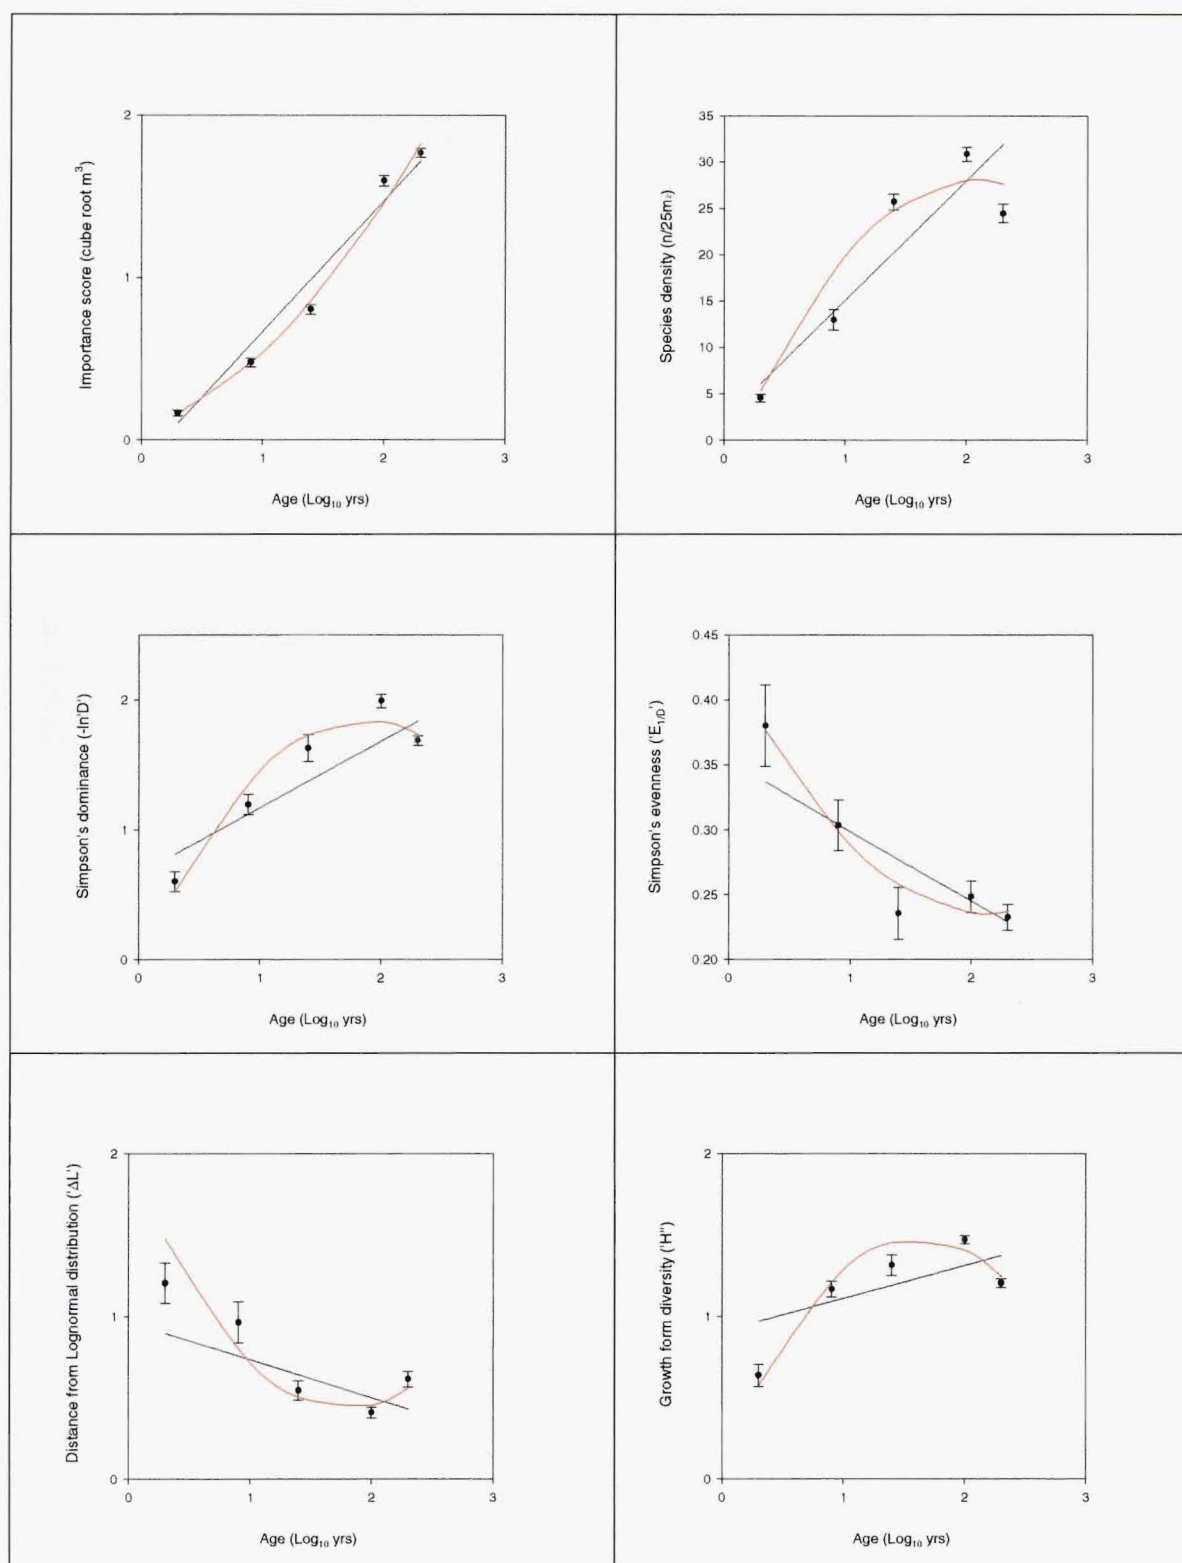 Importance score (cube root m³)
2
1
0
0 1 2 3
Age (Log₁₀ yrs)
Species density (n/25m₂)
35
30
25
20
15
10
5
0
0 1 2 3
Age (Log₁₀ yrs)
Simpson's dominance (-ln'D')
2
1
0
0 1 2 3
Age (Log₁₀ yrs)
Simpson's evenness ('E₁/D')
0.45
0.40
0.35
0.30
0.25
0.20
0 1 2 3
Age (Log₁₀ yrs)
Distance from Lognormal distribution ('ΔL')
2
1
0
0 1 2 3
Age (Log₁₀ yrs)
Growth form diversity ('H'')
2
1
0
0 1 2 3
Age (Log₁₀ yrs)